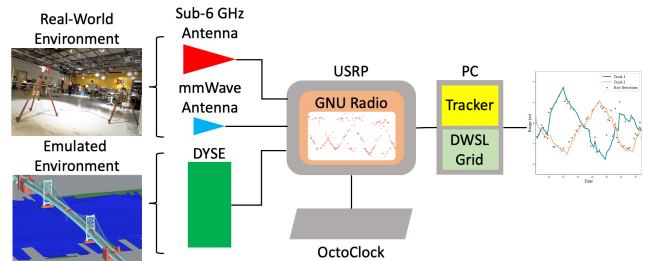 Real-World
Environment
Sub-6 GHz
Antenna
mmWave
Antenna
Emulated
Environment
DYSE
USRP
GNU Radio
OctoClock
PC
Tracker
DWSL
Grid
Track 1
Track 2
Raw Detections
Range (m)
Time